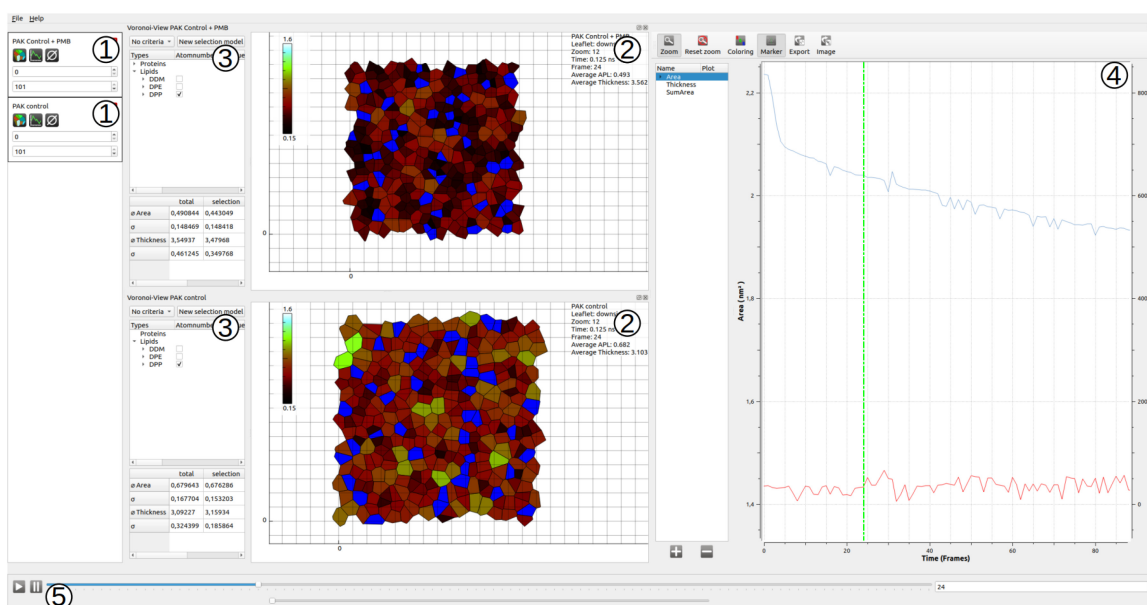 File Help
PAK Control + PMB
①
0
101
PAK control
①
0
101
Voronoi-View PAK Control + PMB
No criteria New selection model
Types Atomnumbe
③
Proteins
Lipids
DDM
DPE
DPP
total selection
⌀ Area 0,490844 0,443049
σ 0,148469 0,148418
⌀ Thickness 3,54937 3,47968
σ 0,461245 0,349768
1.6
0.15
0
0
PAK Control + PMB
Leaflet: down
②
Zoom: 12
Time: 0.125 ns
Frame: 24
Average APL: 0.493
Average Thickness: 3.562
Voronoi-View PAK control
No criteria New selection model
Types Atomnumbe
③
Proteins
Lipids
DDM
DPE
DPP
total selection
⌀ Area 0,679643 0,676286
σ 0,167704 0,153203
⌀ Thickness 3,09227 3,15934
σ 0,324399 0,185864
1.6
0.15
0
0
PAK control
Leaflet: down
②
Zoom: 12
Time: 0.125 ns
Frame: 24
Average APL: 0.682
Average Thickness: 3.103
Zoom Reset zoom Coloring Marker Export Image
Name Plot
Area
Thickness
SumArea
④
2,2
2
1,8
1,6
1,4
Area (nm²)
800
600
400
200
0
0 20 40 60 80
Time (Frames)
⑤
24